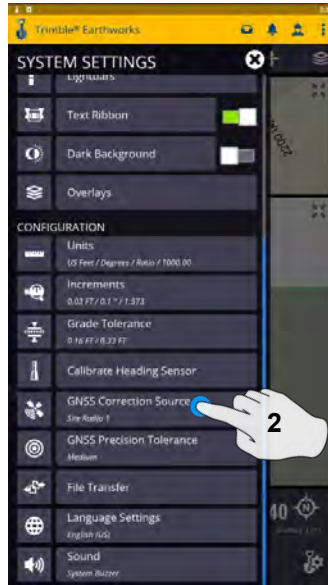 Trimble® Earthworks
SYSTEM SETTINGS
Lightbars
Text Ribbon
Dark Background
Overlays
CONFIGURATION
Units
US Feet / Degrees / Ratio / 1000.00
Increments
0.03 FT / 0.1 ° / 1.573
Grade Tolerance
0.16 FT / 0.33 FT
Calibrate Heading Sensor
GNSS Correction Source
Site Radio 1
2
GNSS Precision Tolerance
Medium
File Transfer
Language Settings
English (US)
Sound
System Buzzer
40
N